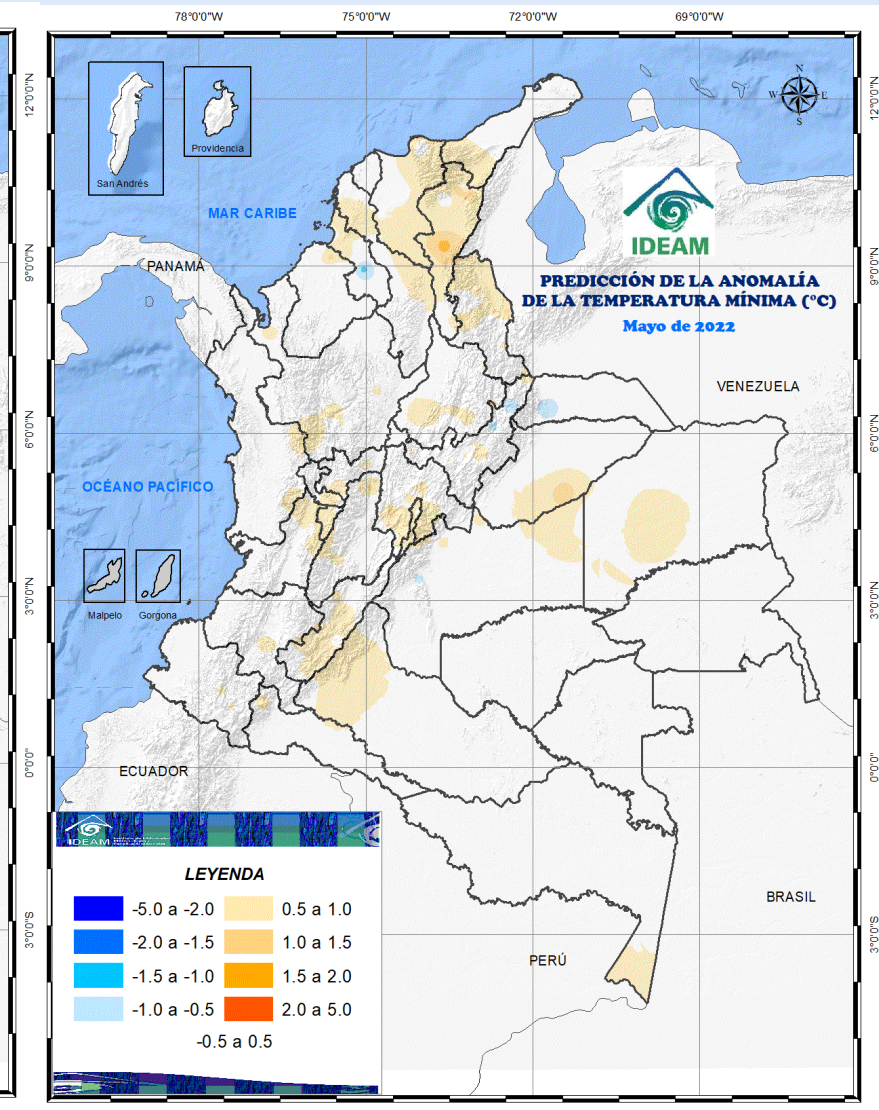 78°0'0"W
75°0'0"W
72°0'0"W
69°0'0"W
12°0'0"N
9°0'0"N
6°0'0"N
3°0'0"N
0°0'0"
3°0'0"S
12°0'0"N
9°0'0"N
6°0'0"N
3°0'0"N
0°0'0"
3°0'0"S
N
W
E
S
San Andrés
Providencia
MAR CARIBE
PANAMÁ
IDEAM
PREDICCIÓN DE LA ANOMALÍA
DE LA TEMPERATURA MÍNIMA (°C)
Mayo de 2022
VENEZUELA
OCÉANO PACÍFICO
Malpelo
Gorgona
ECUADOR
BRASIL
PERÚ
IDEAM
LEYENDA
-5.0 a -2.0
0.5 a 1.0
-2.0 a -1.5
1.0 a 1.5
-1.5 a -1.0
1.5 a 2.0
-1.0 a -0.5
2.0 a 5.0
-0.5 a 0.5